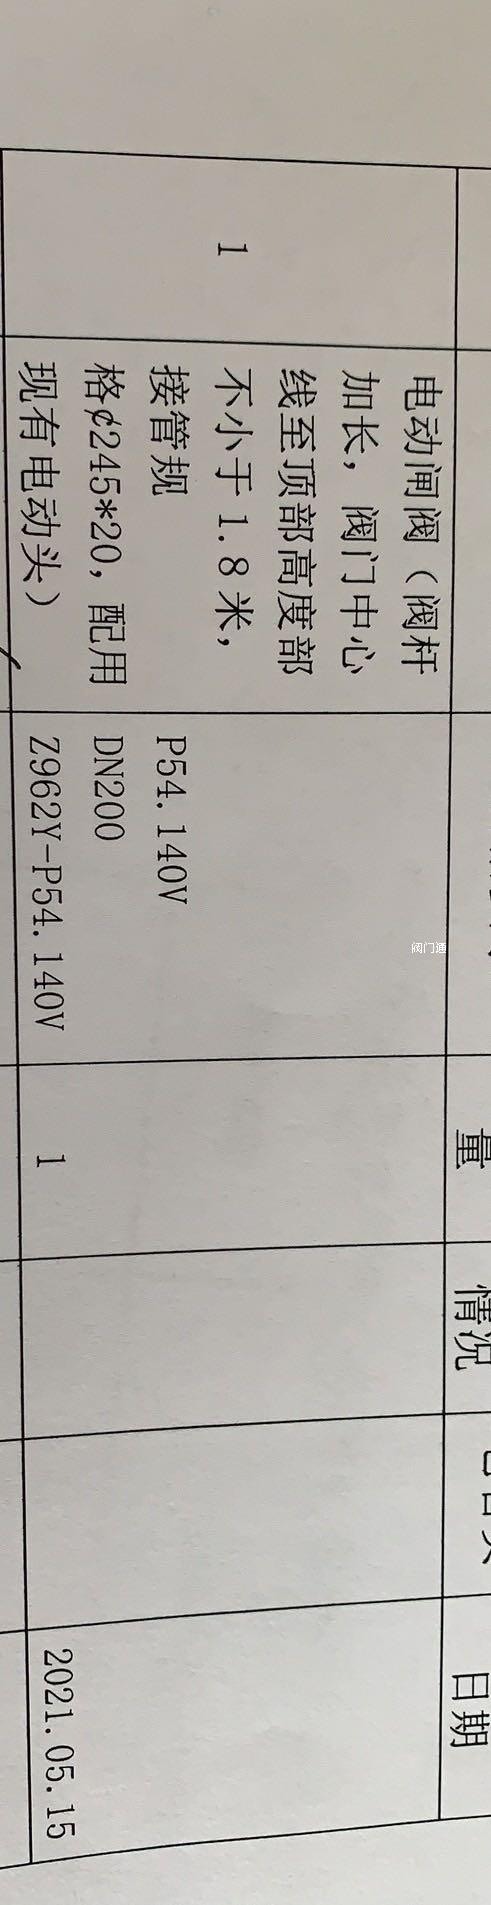 量
情况
日期
1
电动闸阀（阀杆
加长，阀门中心
线至顶部高度部
不小于1.8米，
接管规
格¢245*20，配用
现有电动头）
P54.140V
DN200
Z962Y-P54.140V
1
2021.05.15
阀门通